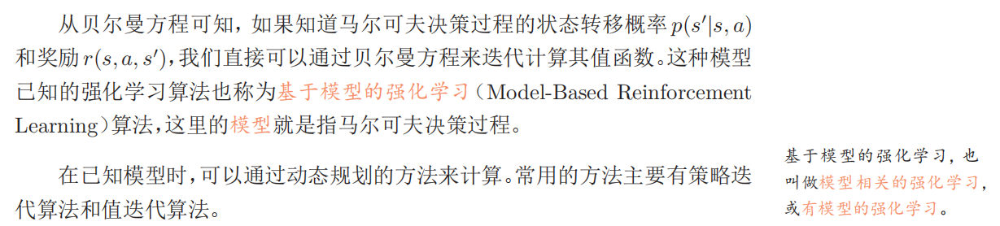 从贝尔曼方程可知, 如果知道马尔可夫决策过程的状态转移概率 p(s′|s, a)
和奖励 r(s, a, s′),我们直接可以通过贝尔曼方程来迭代计算其值函数。这种模型
已知的强化学习算法也称为基于模型的强化学习（Model-Based Reinforcement
Learning)算法,这里的模型就是指马尔可夫决策过程。
在已知模型时,可以通过动态规划的方法来计算。常用的方法主要有策略迭
代算法和值迭代算法。
基于模型的强化学习, 也
叫做模型相关的强化学习,
或有模型的强化学习。